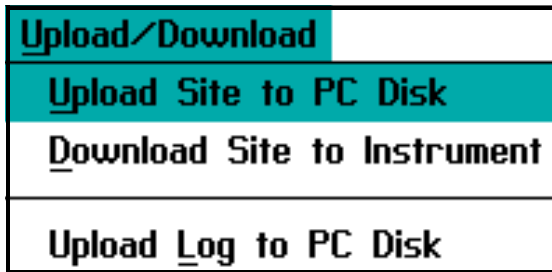 Upload/Download
Upload Site to PC Disk
Download Site to Instrument
Upload Log to PC Disk